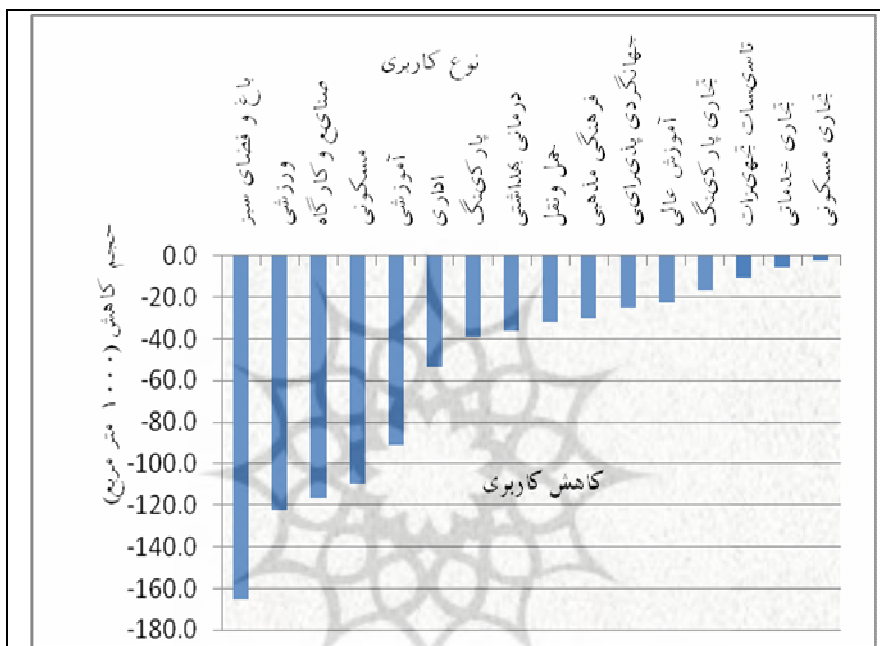 نوع کاربری
باغ و فضای سبز
ورزشی
صنایع و کارگاه
مسکونی
آموزشی
اداری
پارکینگ
درمانی بهداشتی
حمل ونقل
فرهنگی مذهبی
جهانگردی پذیرایی
آموزش عالی
تجاری پارکینگ
تاسیسات تجهیزات
تجاری خدماتی
تجاری مسکونی
حجم کاهش (۱۰۰۰ متر مربع)
0.0
-20.0
-40.0
-60.0
-80.0
-100.0
-120.0
-140.0
-160.0
-180.0
کاهش کاربری